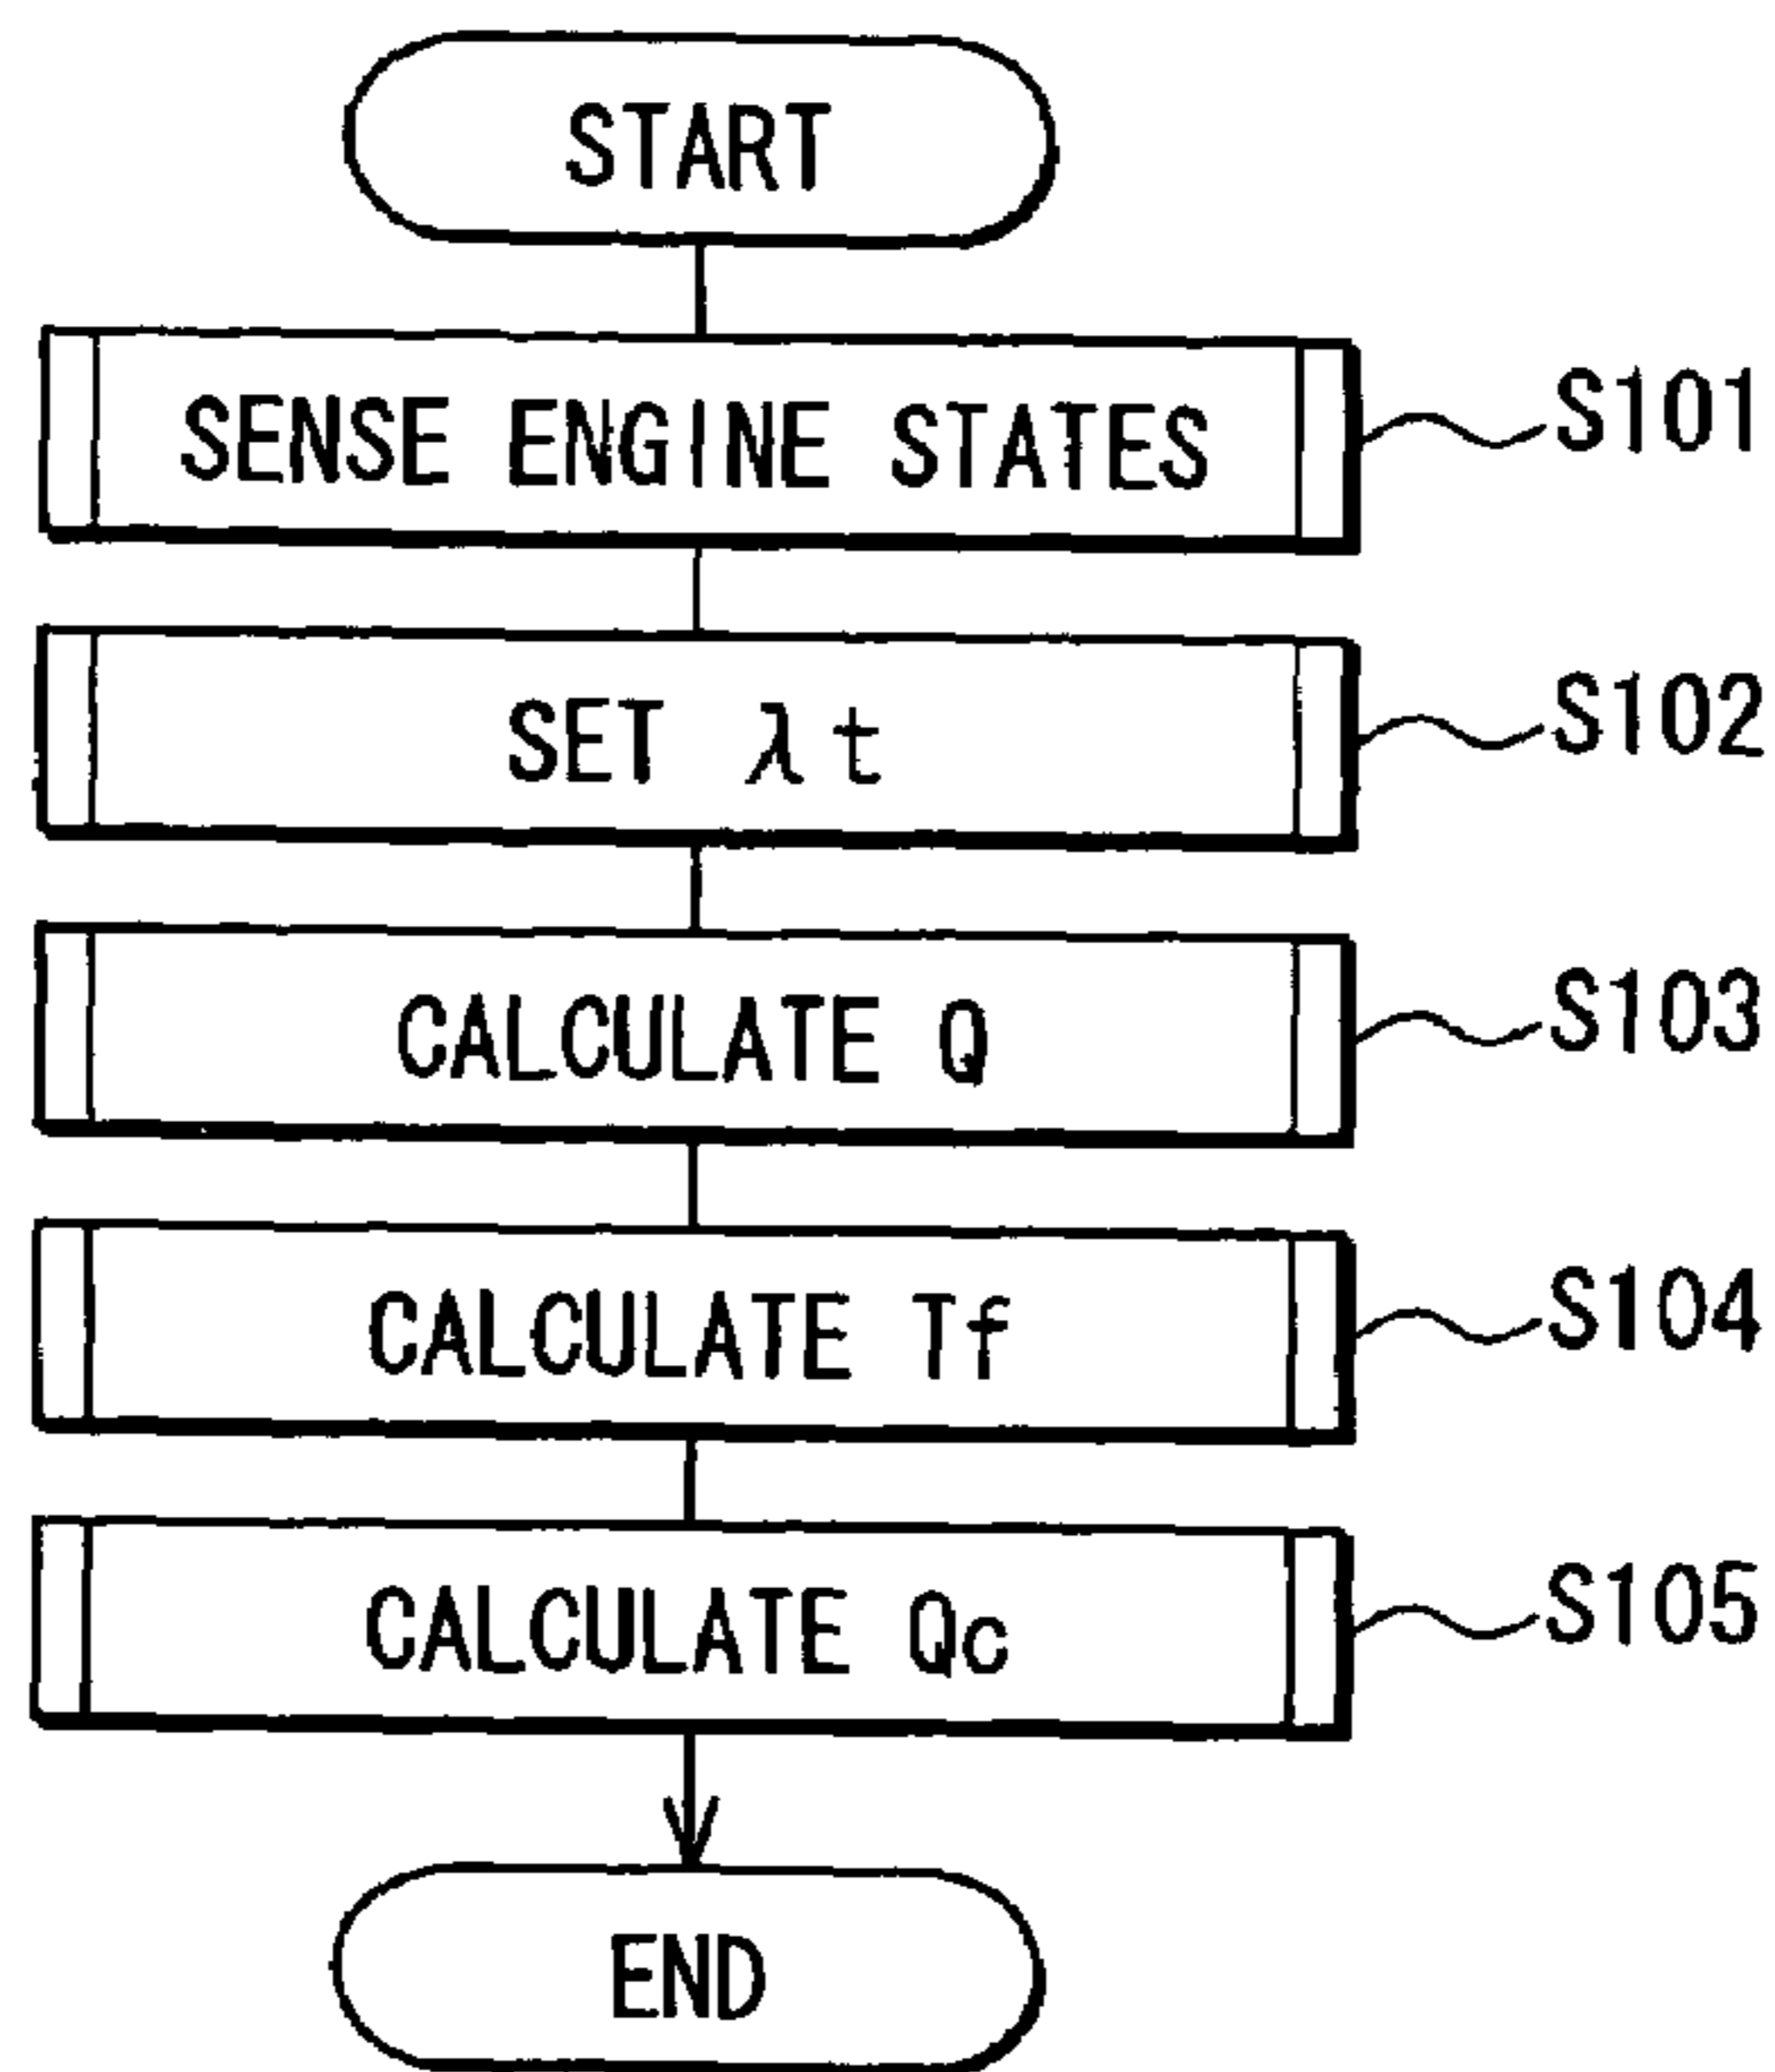 START
SENSE ENGINE STATES S101
SET λt S102
CALCULATE Q S103
CALCULATE Tf S104
CALCULATE Qc S105
END